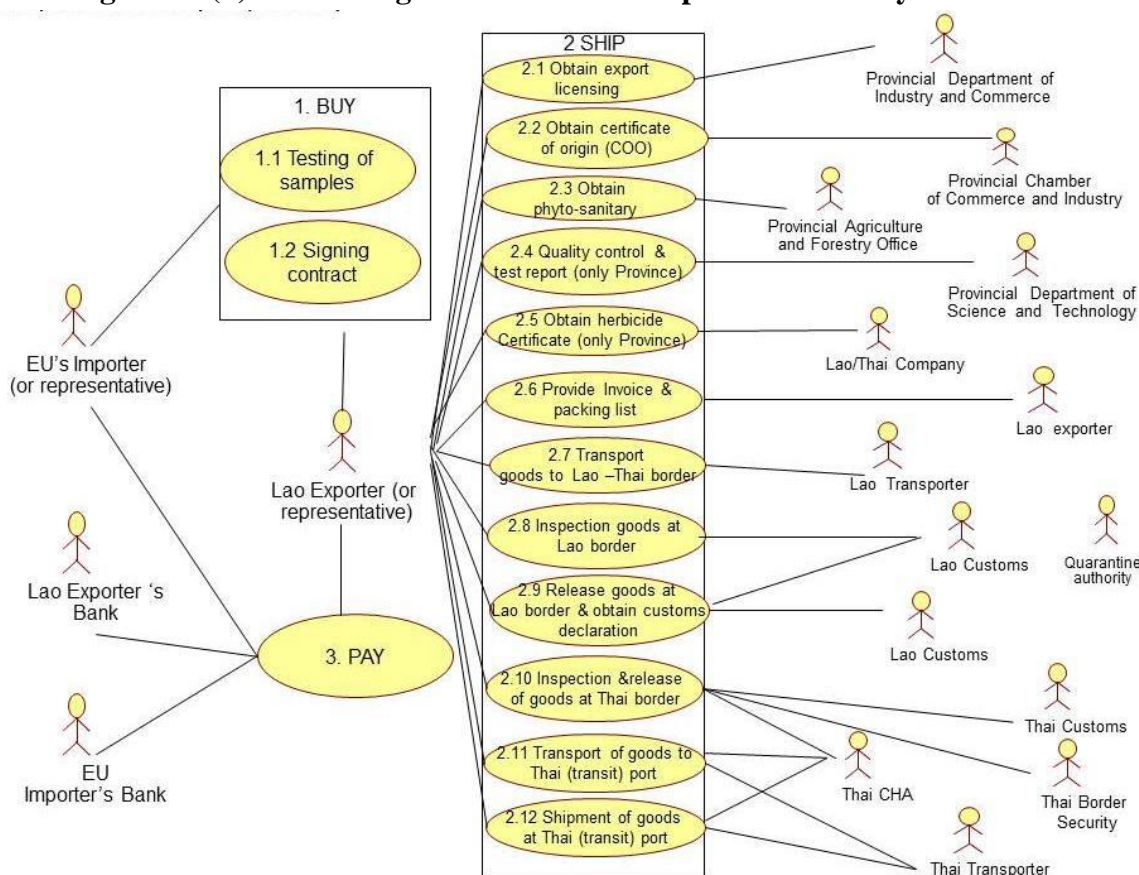 2 SHIP
2.1 Obtain export
licensing
Provincial Department of
Industry and Commerce
1. BUY
1.1 Testing of
samples
1.2 Signing
contract
2.2 Obtain certificate
of origin (COO)
Provincial Chamber
of Commerce and Industry
2.3 Obtain
phyto-sanitary
Provincial Agriculture
and Forestry Office
2.4 Quality control &
test report (only Province)
Provincial Department of
Science and Technology
2.5 Obtain herbicide
Certificate (only Province)
Lao/Thai Company
EU's Importer
(or representative)
2.6 Provide Invoice &
packing list
Lao exporter
Lao Exporter (or
representative)
2.7 Transport
goods to Lao –Thai border
Lao Transporter
2.8 Inspection goods at
Lao border
Lao Customs
Quarantine
authority
Lao Exporter ‘s
Bank
2.9 Release goods at
Lao border & obtain customs
declaration
Lao Customs
3. PAY
2.10 Inspection &release
of goods at Thai border
Thai Customs
EU
Importer's Bank
2.11 Transport of goods to
Thai (transit) port
Thai CHA
Thai Border
Security
2.12 Shipment of goods
at Thai (transit) port
Thai Transporter